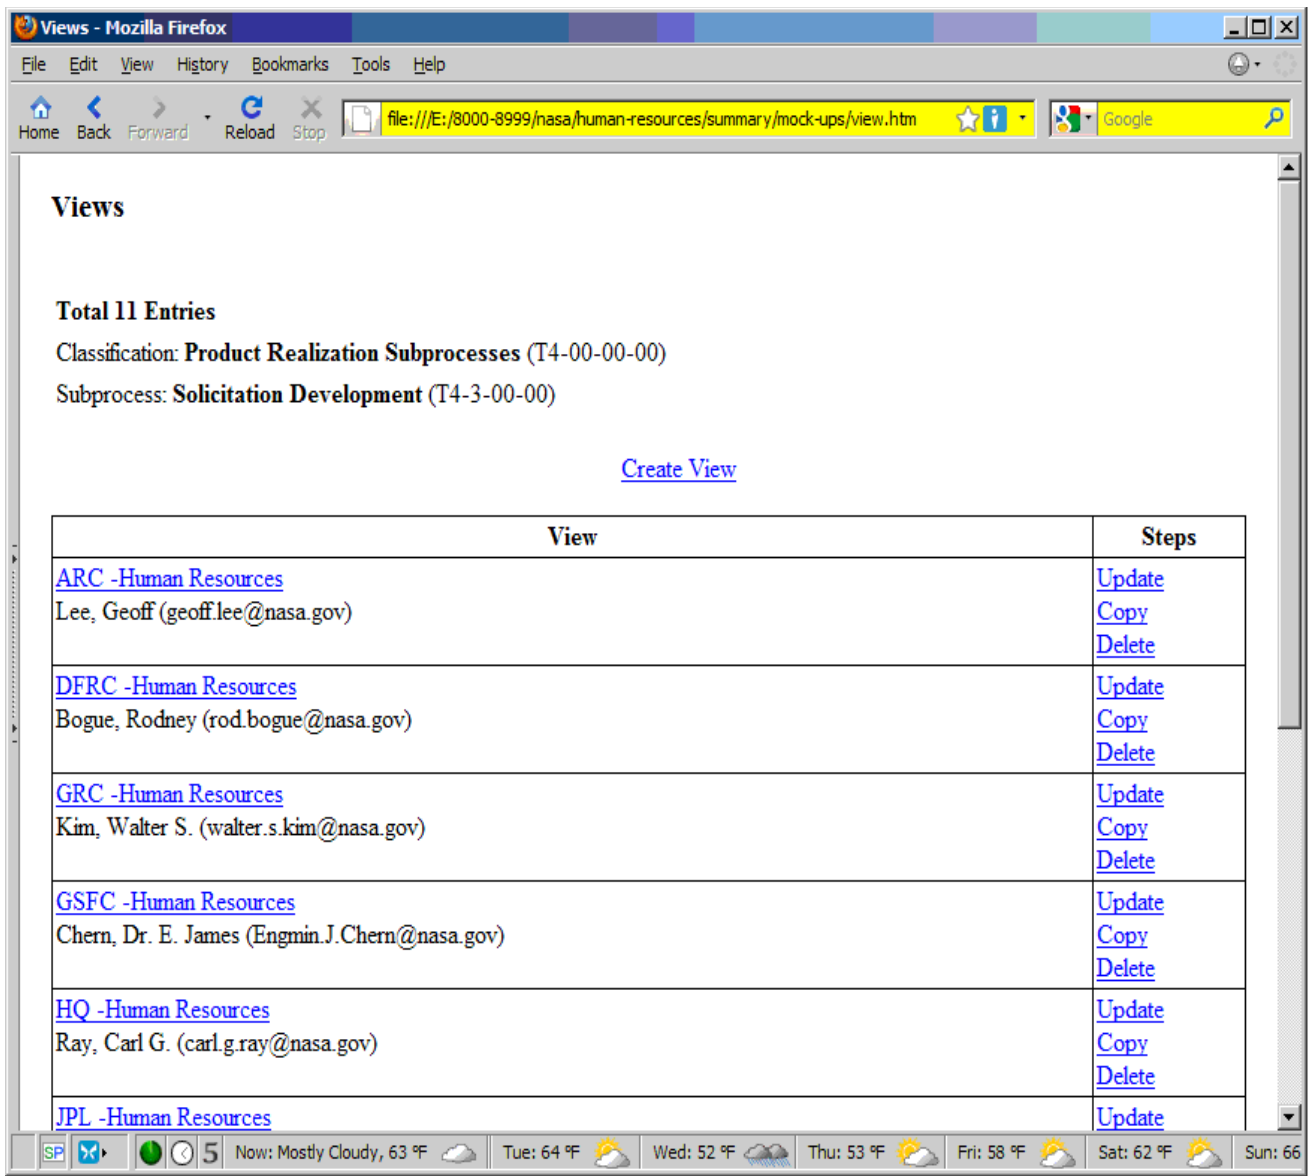 Views - Mozilla Firefox
File Edit View History Bookmarks Tools Help
Home Back Forward Reload Stop file:///E:/8000-8999/nasa/human-resources/summary/mock-ups/view.htm Google
Views
Total 11 Entries
Classification: Product Realization Subprocesses (T4-00-00-00)
Subprocess: Solicitation Development (T4-3-00-00)
Create View
View Steps
ARC -Human Resources Update
Lee, Geoff (geoff.lee@nasa.gov) Copy
Delete
DFRC -Human Resources Update
Bogue, Rodney (rod.bogue@nasa.gov) Copy
Delete
GRC -Human Resources Update
Kim, Walter S. (walter.s.kim@nasa.gov) Copy
Delete
GSFC -Human Resources Update
Chern, Dr. E. James (Engmin.J.Chern@nasa.gov) Copy
Delete
HQ -Human Resources Update
Ray, Carl G. (carl.g.ray@nasa.gov) Copy
Delete
JPL -Human Resources Update
SP 5 Now: Mostly Cloudy, 63 °F Tue: 64 °F Wed: 52 °F Thu: 53 °F Fri: 58 °F Sat: 62 °F Sun: 66